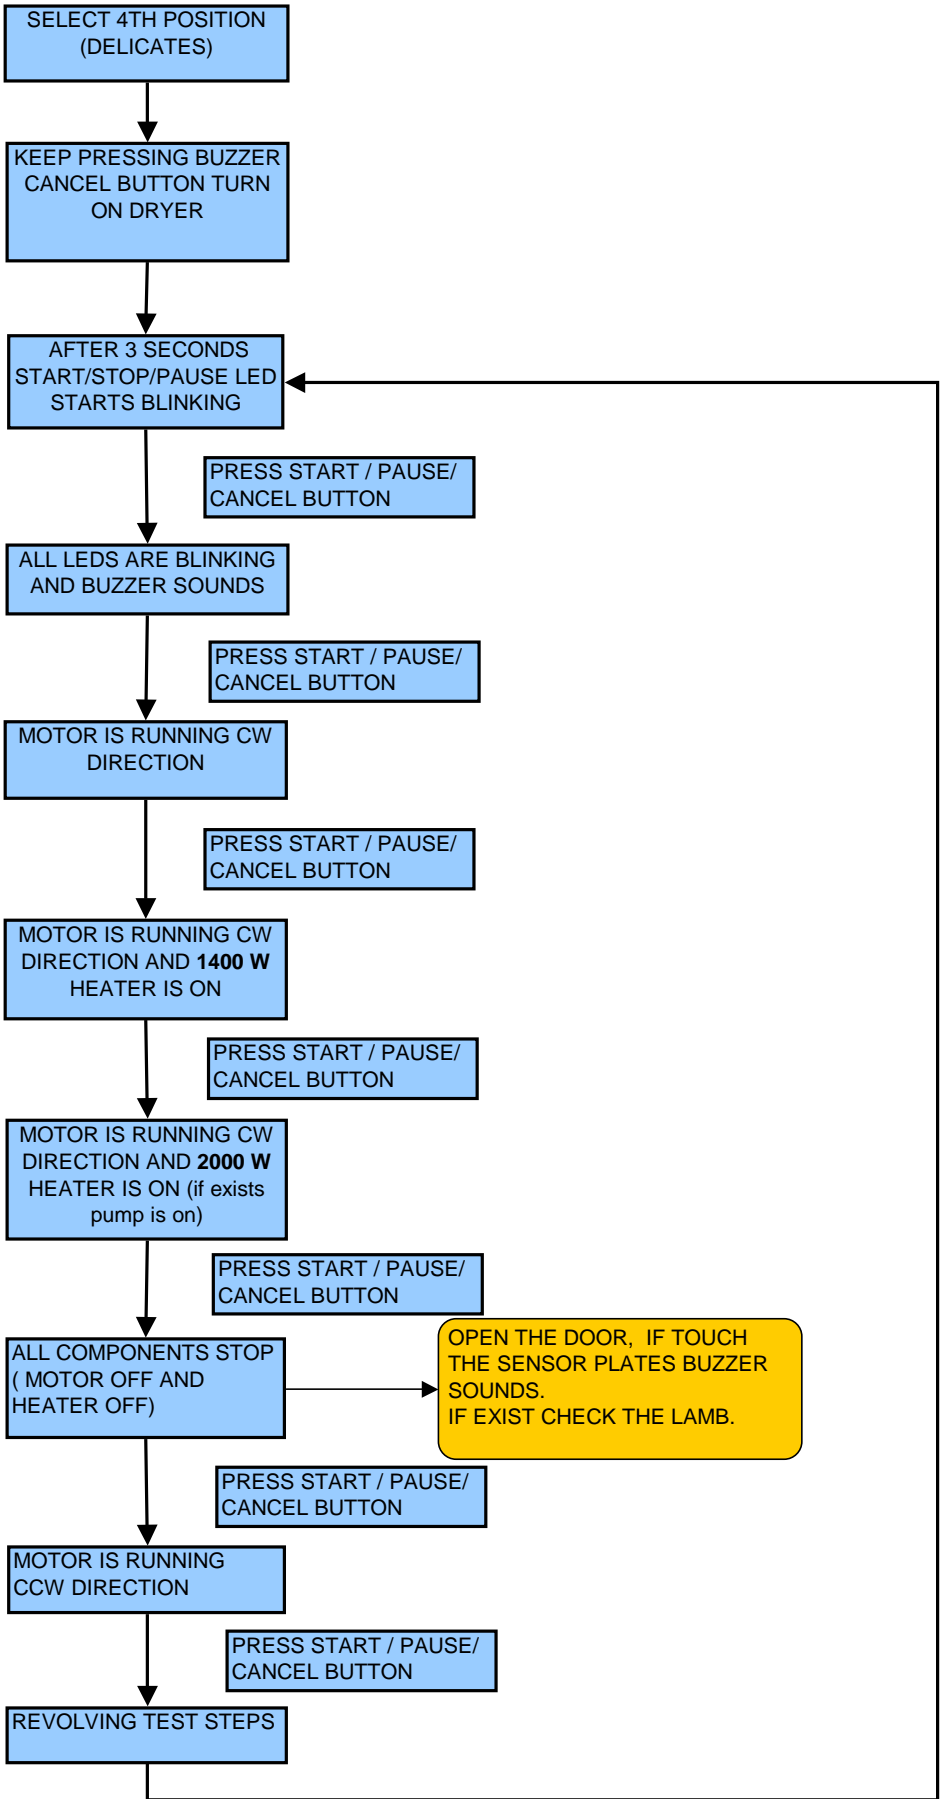 SELECT 4TH POSITION
(DELICATES)
KEEP PRESSING BUZZER
CANCEL BUTTON TURN
ON DRYER
AFTER 3 SECONDS
START/STOP/PAUSE LED
STARTS BLINKING
PRESS START / PAUSE/
CANCEL BUTTON
ALL LEDS ARE BLINKING
AND BUZZER SOUNDS
PRESS START / PAUSE/
CANCEL BUTTON
MOTOR IS RUNNING CW
DIRECTION
PRESS START / PAUSE/
CANCEL BUTTON
MOTOR IS RUNNING CW
DIRECTION AND 1400 W
HEATER IS ON
PRESS START / PAUSE/
CANCEL BUTTON
MOTOR IS RUNNING CW
DIRECTION AND 2000 W
HEATER IS ON (if exists
pump is on)
PRESS START / PAUSE/
CANCEL BUTTON
ALL COMPONENTS STOP
( MOTOR OFF AND
HEATER OFF)
OPEN THE DOOR,  IF TOUCH
THE SENSOR PLATES BUZZER
SOUNDS.
IF EXIST CHECK THE LAMB.
PRESS START / PAUSE/
CANCEL BUTTON
MOTOR IS RUNNING
CCW DIRECTION
PRESS START / PAUSE/
CANCEL BUTTON
REVOLVING TEST STEPS